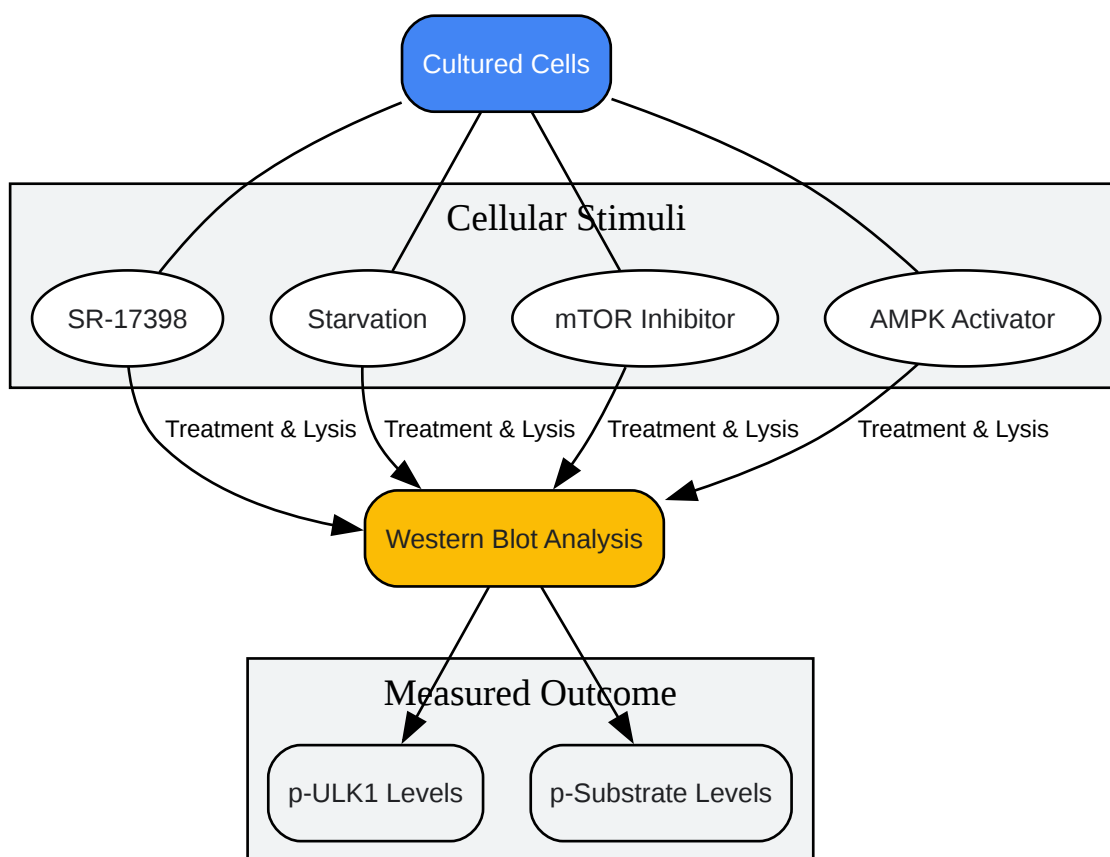 Cultured Cells
Cellular Stimuli
SR-17398
Starvation
mTOR Inhibitor
AMPK Activator
Treatment & Lysis
Treatment & Lysis
Treatment & Lysis
Treatment & Lysis
Western Blot Analysis
Measured Outcome
p-ULK1 Levels
p-Substrate Levels